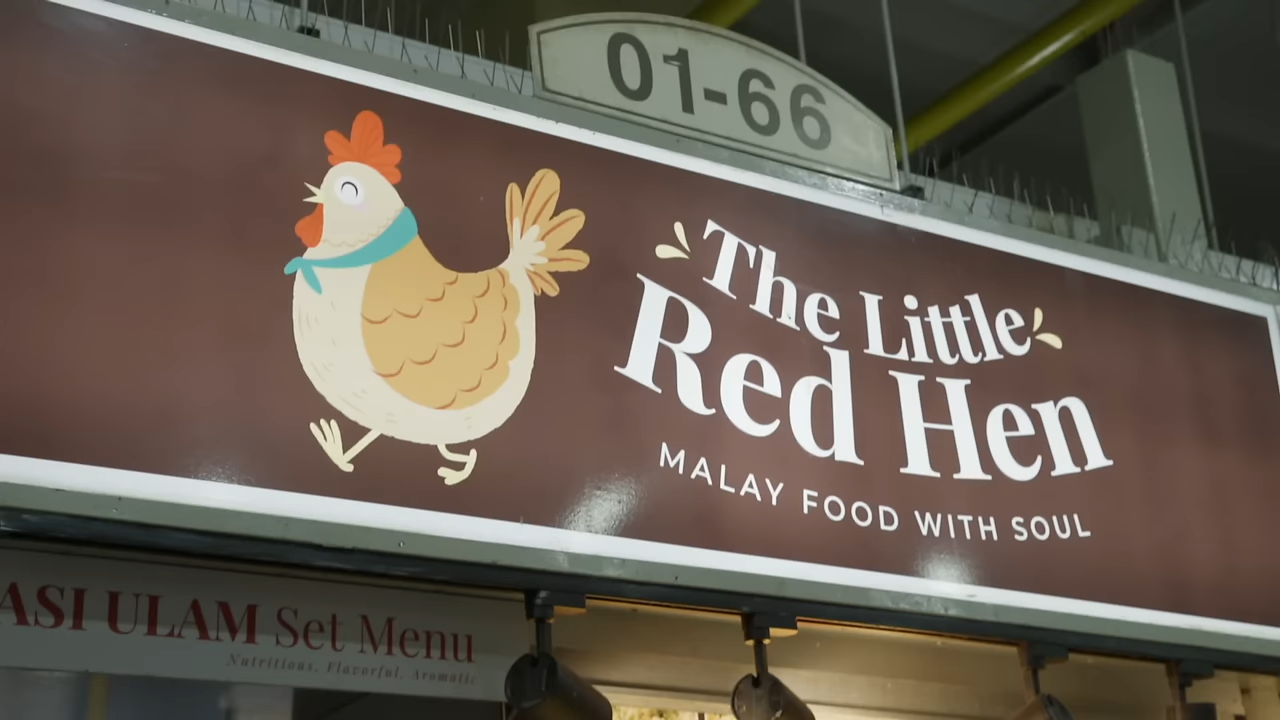 01-66
The Little
Red Hen
MALAY FOOD WITH SOUL
ASI ULAM Set Menu
Nutritious, Flavorful, Aromatic